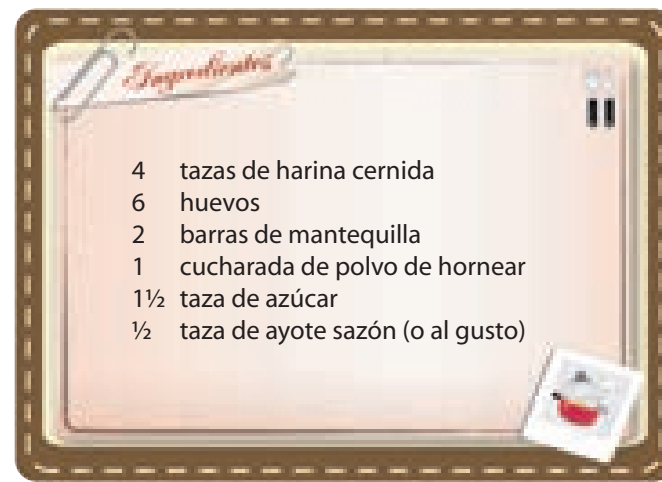 Ingredientes
4 tazas de harina cernida
6 huevos
2 barras de mantequilla
1 cucharada de polvo de hornear
1½ taza de azúcar
½ taza de ayote sazón (o al gusto)